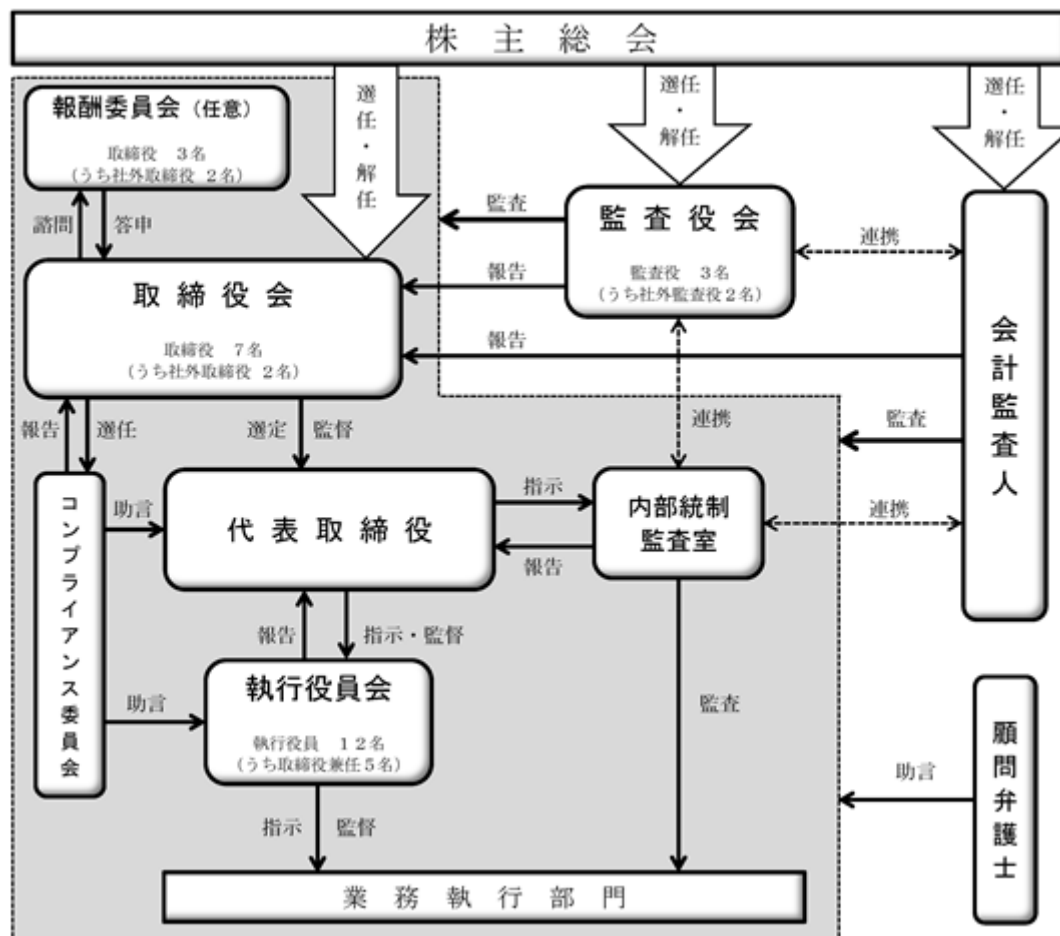 株主総会
選任・解任
選任・解任
選任・解任
報酬委員会（任意）
取締役 ３名
（うち社外取締役 ２名）
諮問
答申
監査
監査役会
監査役 ３名
（うち社外監査役２名）
連携
報告
取締役会
取締役 ７名
（うち社外取締役 ２名）
報告
会計監査人
監査
報告
選任
選定
監督
連携
コンプライアンス委員会
助言
代表取締役
指示
報告
内部統制
監査室
連携
報告
指示・監督
助言
執行役員会
執行役員 １２名
（うち取締役兼任５名）
監査
顧問弁護士
助言
指示
監督
業務執行部門